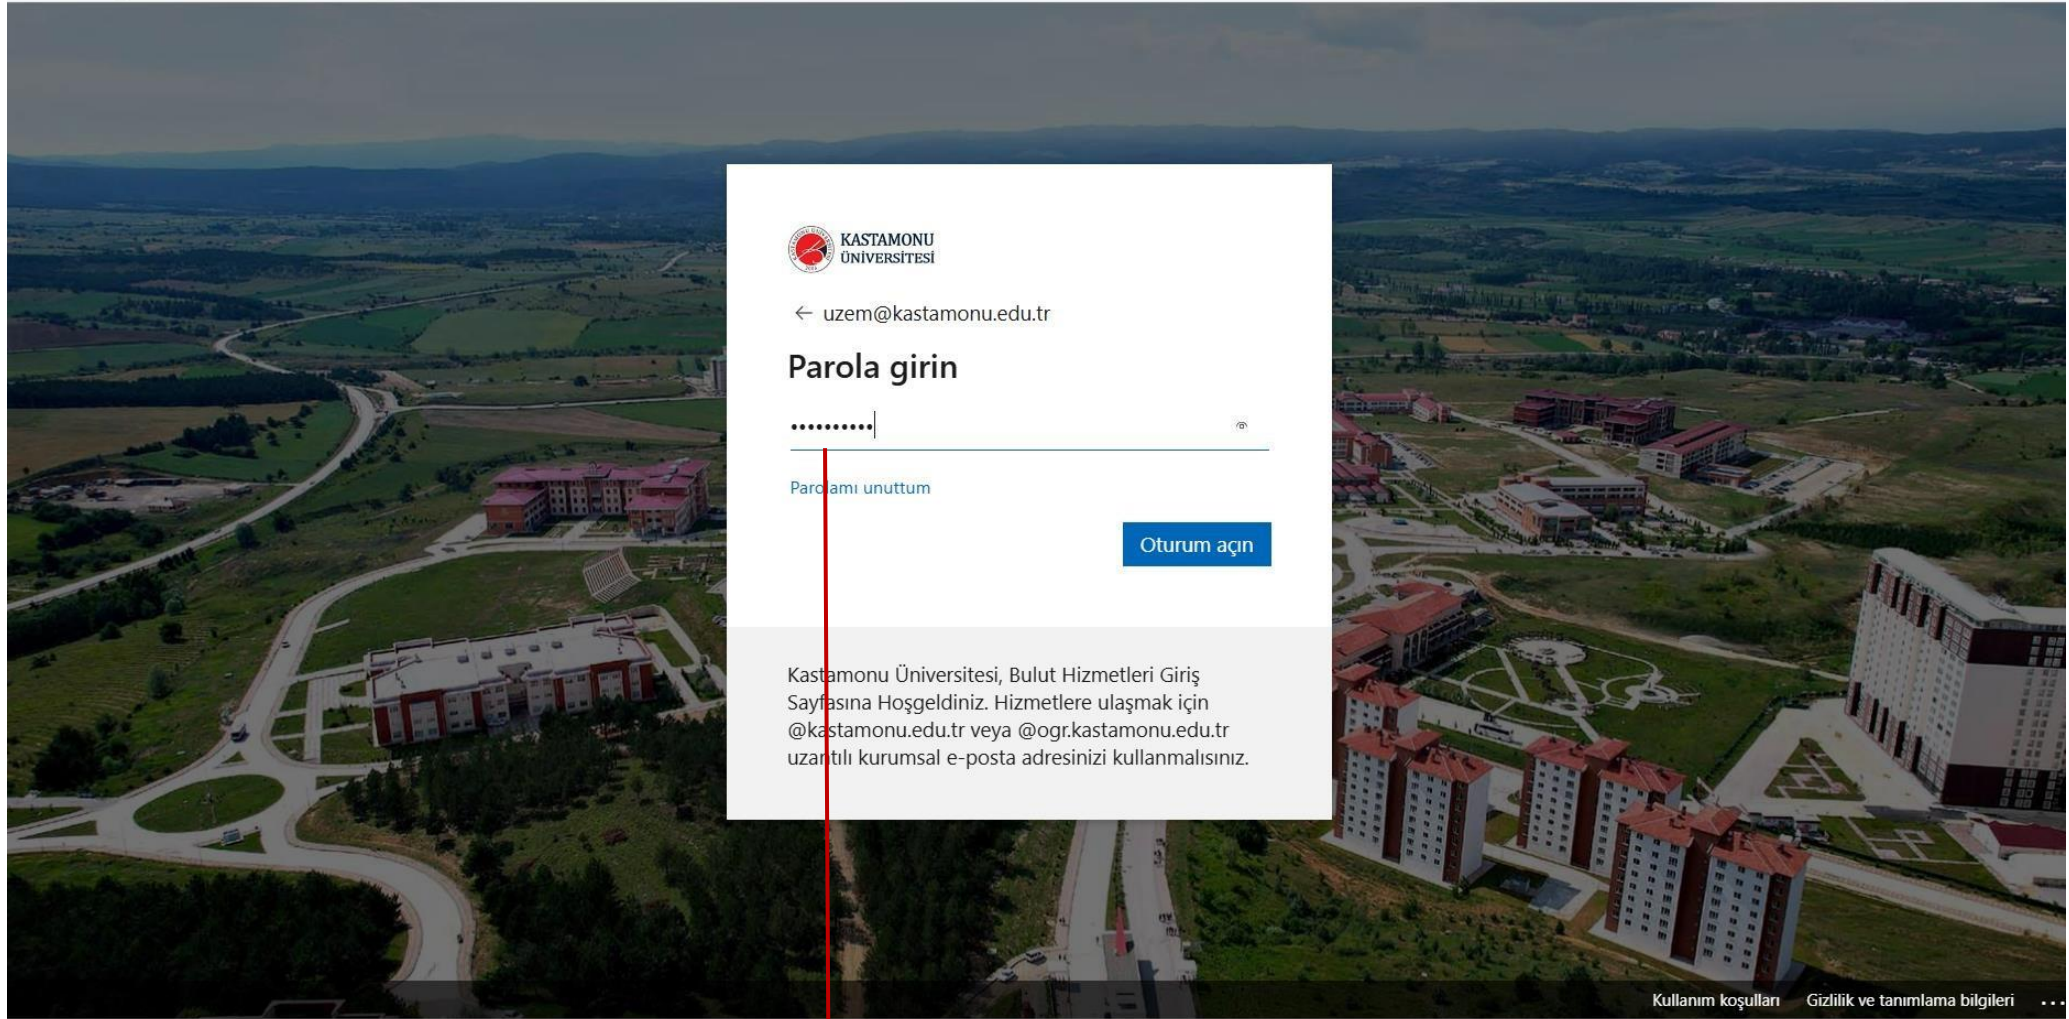 KASTAMONU
ÜNİVERSİTESİ
← uzem@kastamonu.edu.tr
Parola girin
••••••••••
Parolamı unuttum
Oturum açın
Kastamonu Üniversitesi, Bulut Hizmetleri Giriş
Sayfasına Hoşgeldiniz. Hizmetlere ulaşmak için
@kastamonu.edu.tr veya @ogr.kastamonu.edu.tr
uzantılı kurumsal e-posta adresinizi kullanmalısınız.
Kullanım koşulları Gizlilik ve tanımlama bilgileri ...